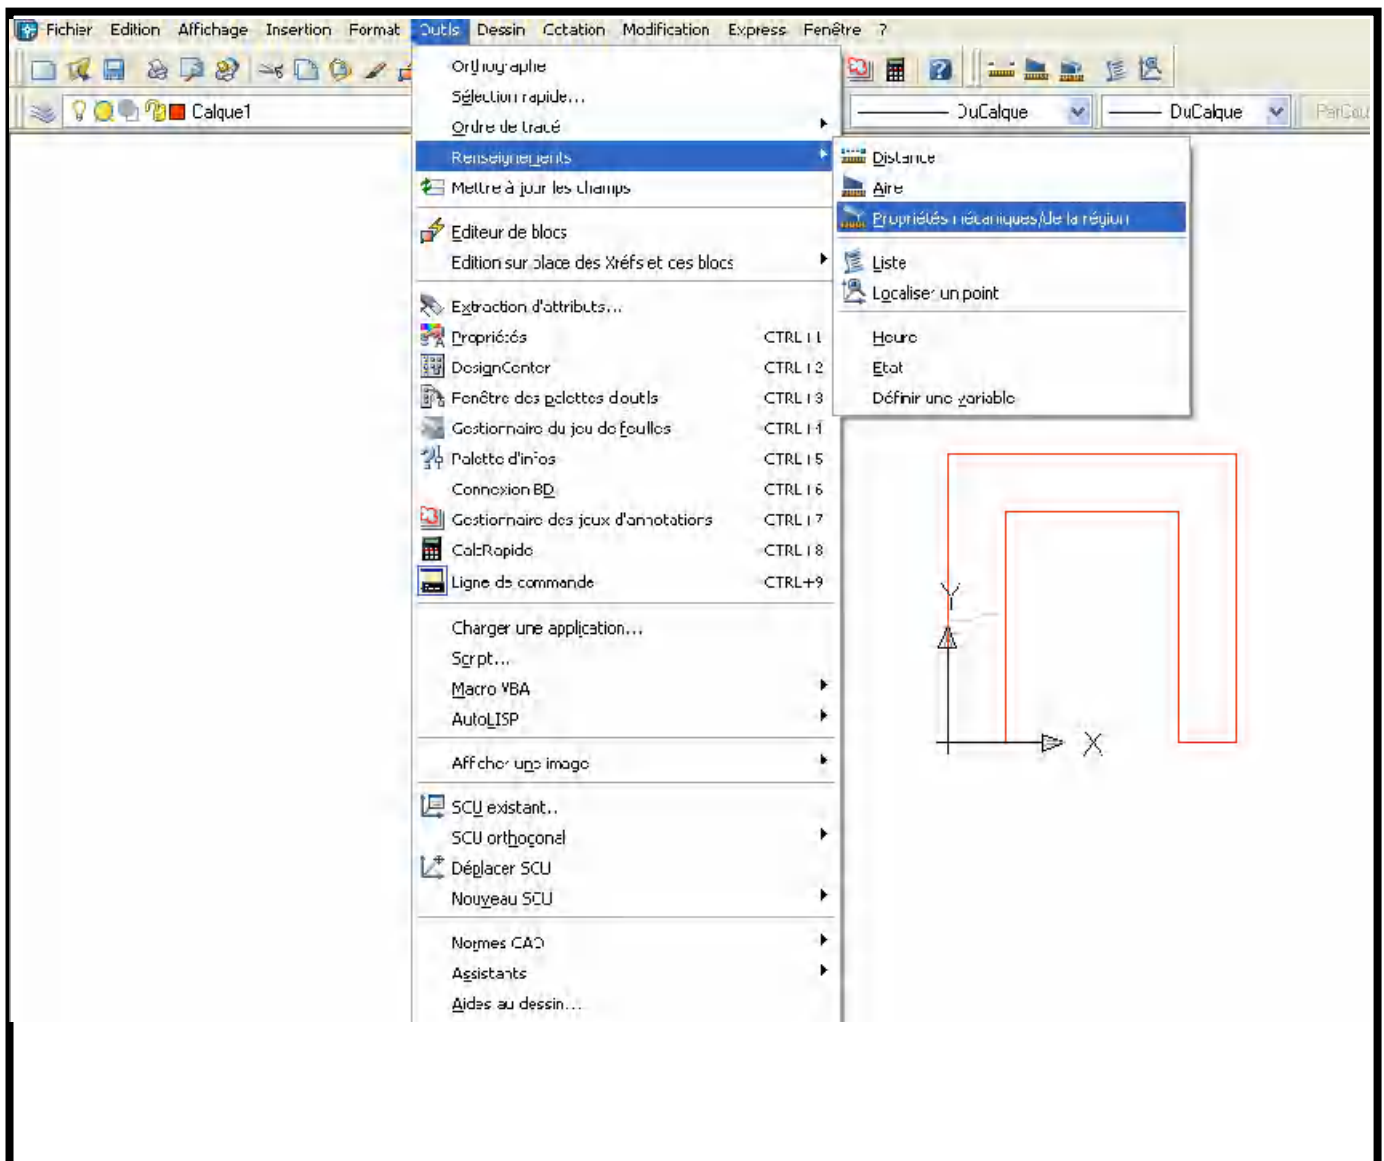 Fichier Edition Affichage Insertion Format Outils Dessin Cotation Modification Express Fenêtre ?
Calque1
DuCalque
DuCalque
ParCou
Orthographe
Sélection rapide...
Ordre de tracé
Renseignements
Mettre à jour les champs
Editeur de blocs
Edition sur place des Xréfs et des blocs
Extraction d'attributs...
Propriétés CTRL+1
DesignCenter CTRL+2
Fenêtre des palettes d'outils CTRL+3
Gestionnaire du jeu de feuilles CTRL+4
Palette d'infos CTRL+5
Connexion BD CTRL+6
Gestionnaire des jeux d'annotations CTRL+7
CalcRapide CTRL+8
Ligne de commande CTRL+9
Charger une application...
Script...
Macro VBA
AutoLISP
Afficher une image
SCU existant...
SCU orthogonal
Déplacer SCU
Nouveau SCU
Normes CAO
Assistants
Aides au dessin...
Distance
Aire
Propriétés mécaniques/de la région
Liste
Localiser un point
Heure
Etat
Définir une variable
Y
X